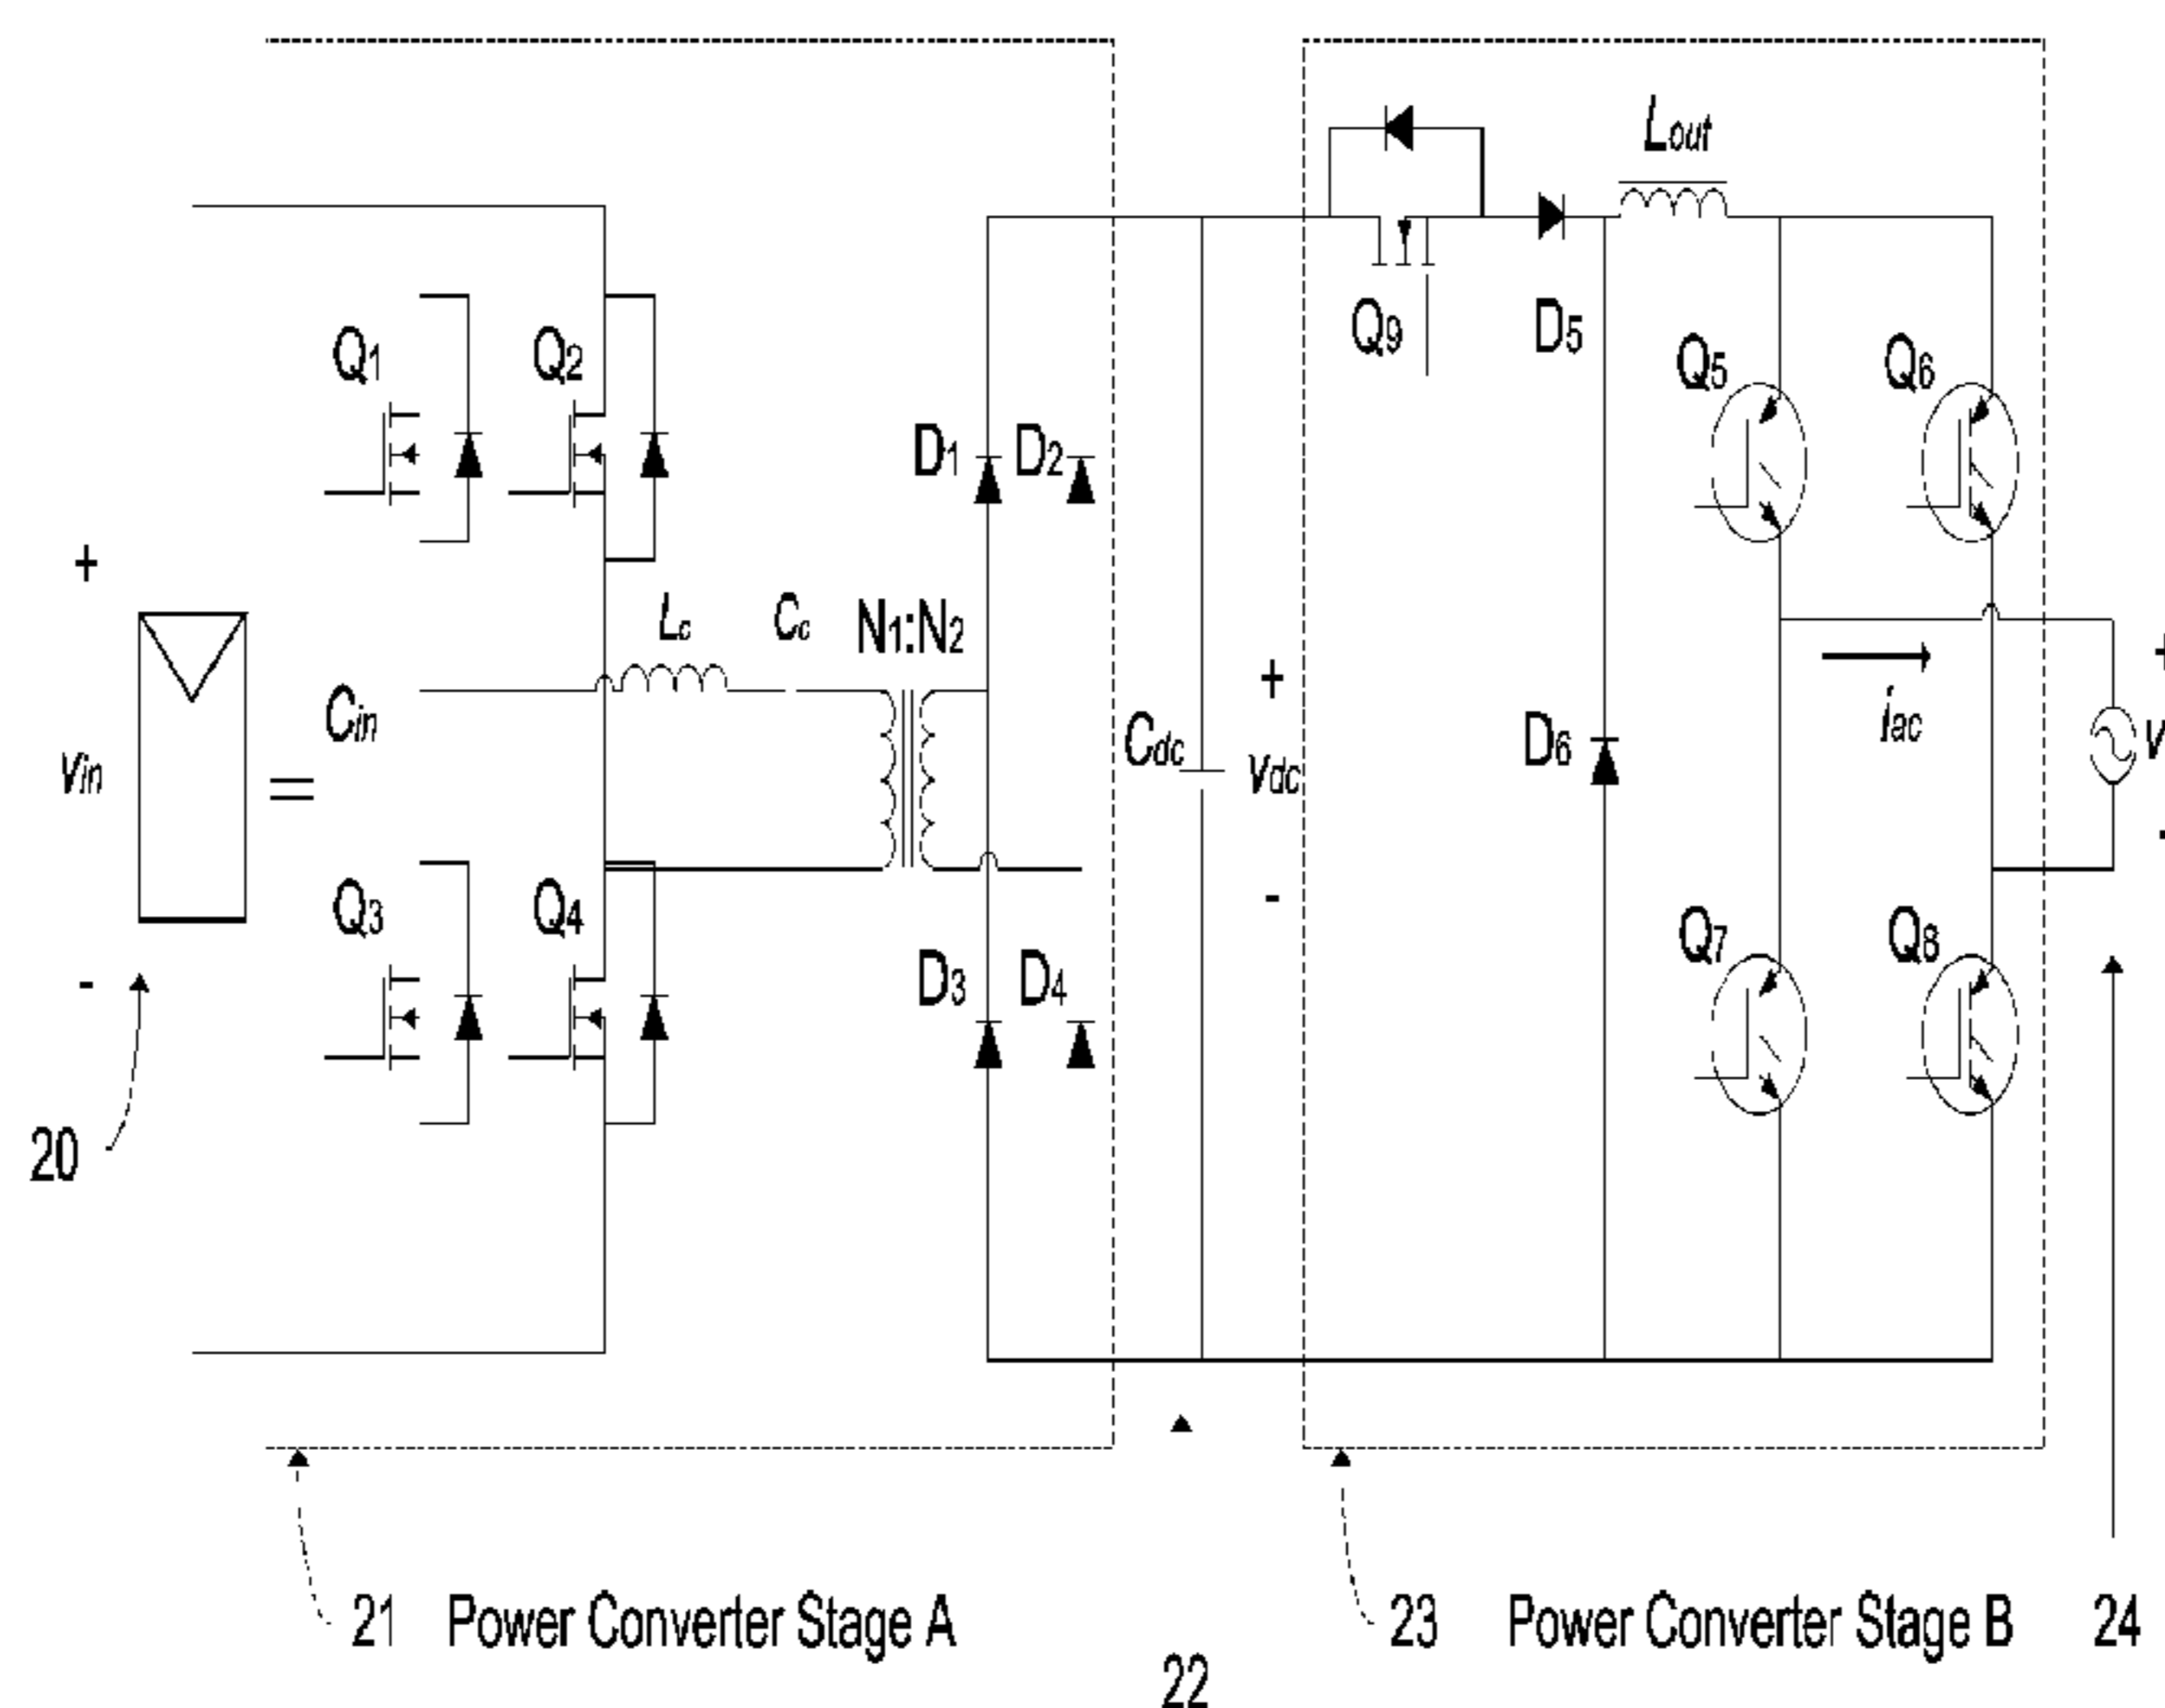 Lout
Q1
Q2
Q9
D5
Q5
Q6
D1
D2
+
Lc
Cc
N1:N2
+
+
Cin
Cdc
iac
vin
vdc
D6
V
-
-
Q3
Q4
D3
D4
Q7
Q8
-
20
21 Power Converter Stage A
23 Power Converter Stage B
24
22